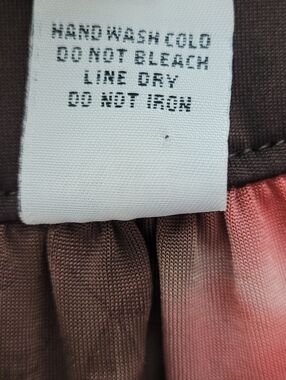 HAND WASH COLD
DO NOT BLEACH
LINE DRY
DO NOT IRON